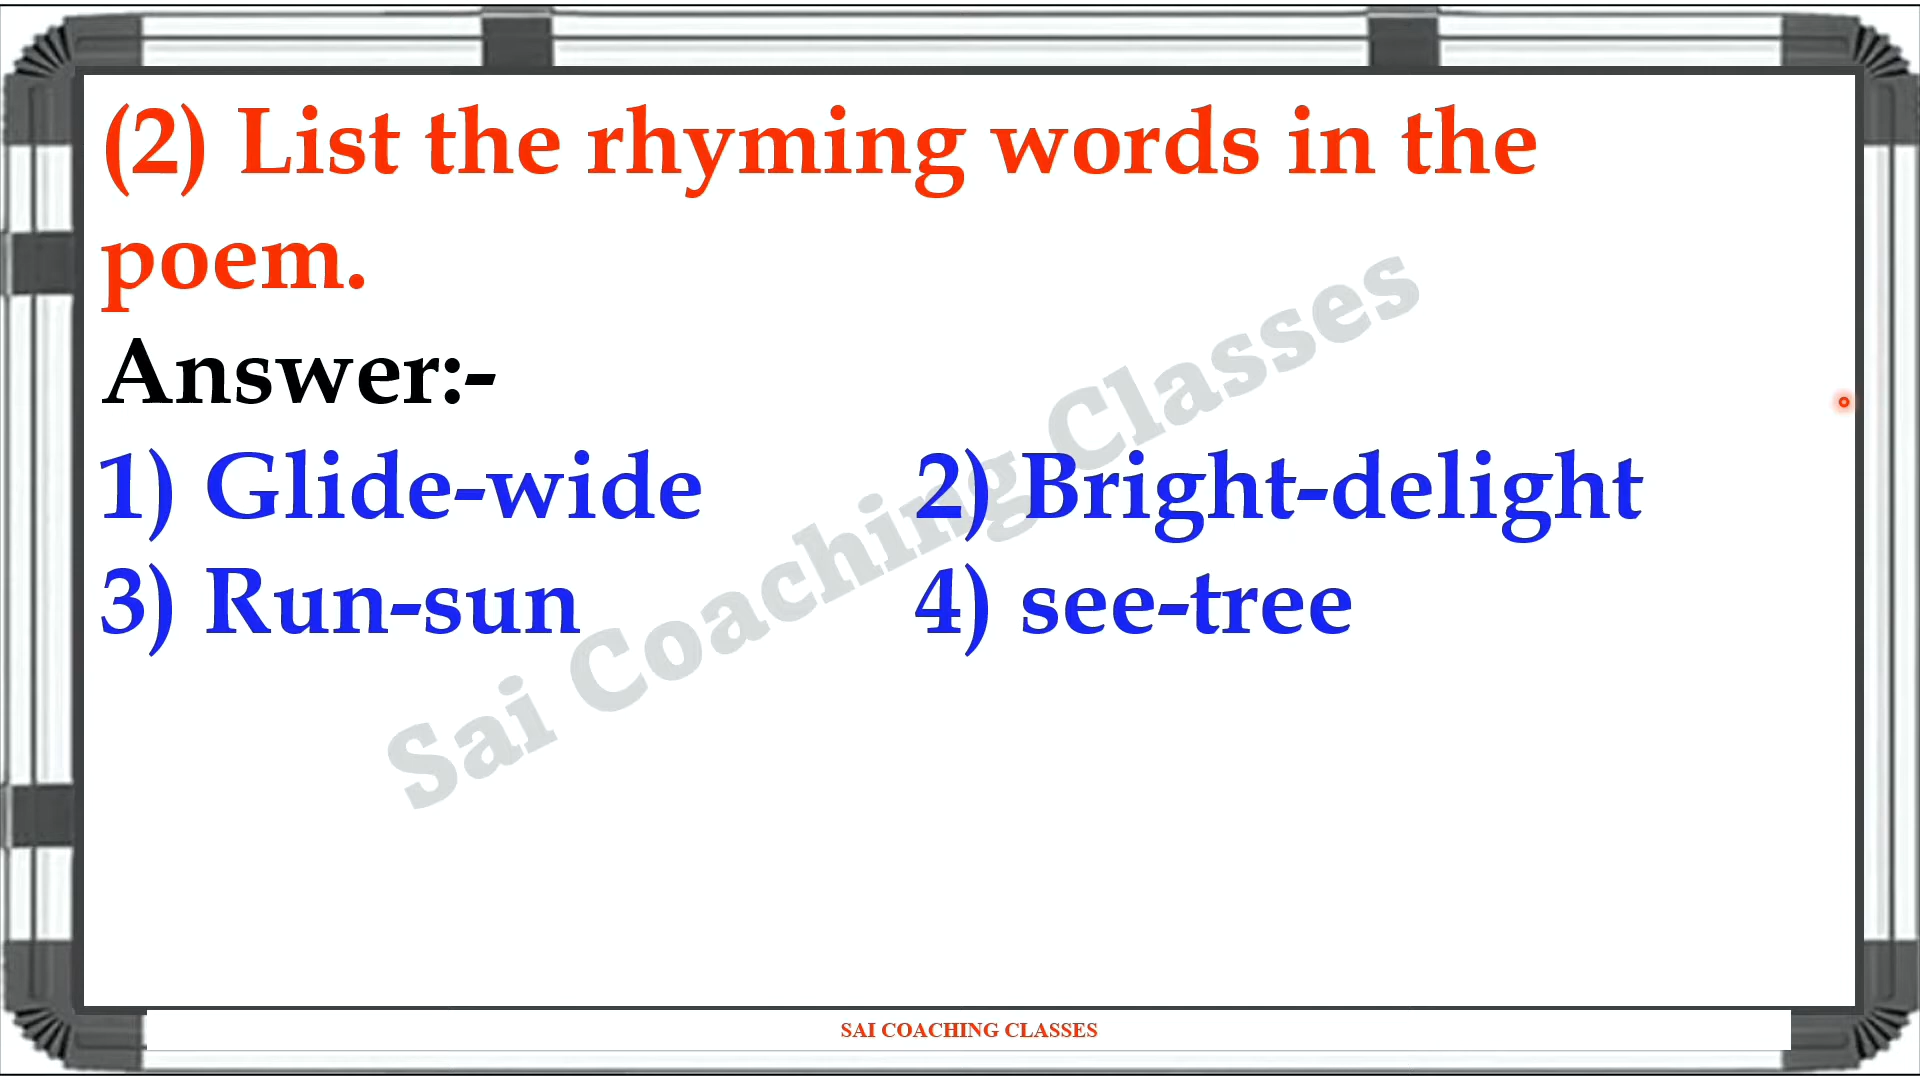 (2) List the rhyming words in the
poem.
Answer:-
1) Glide-wide 2) Bright-delight
3) Run-sun 4) see-tree
Sai Coaching Classes
SAI COACHING CLASSES